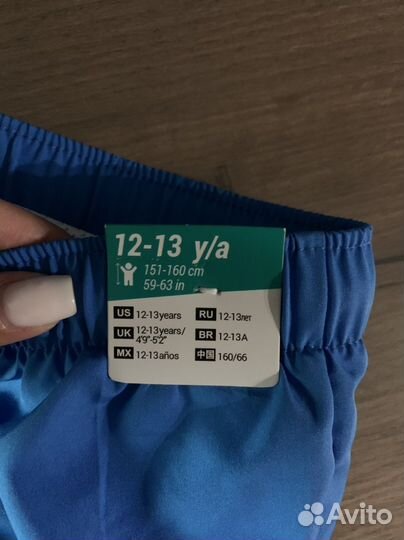 12-13 y/a
151-160 cm
59-63 in
US 12-13years
RU 12-13лет
UK 12-13years/
4'9"-5'2"
BR 12-13A
MX 12-13años
中国 160/66
Avito